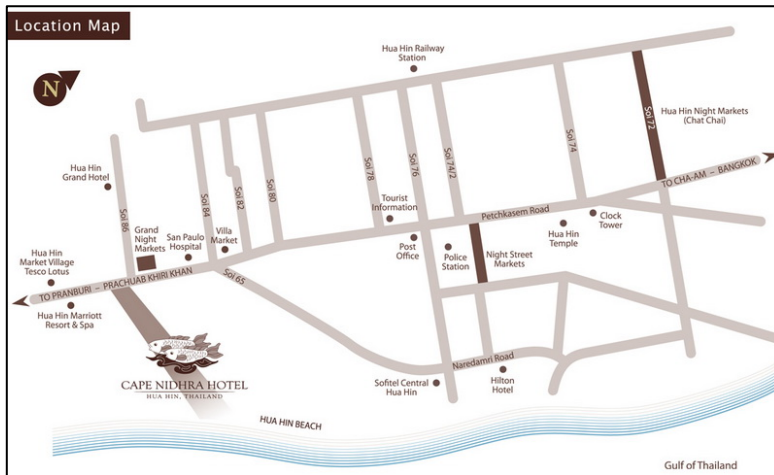 Location Map
N
Hua Hin Railway
Station
Hua Hin Night Markets
(Chat Chai)
Soi 72
Soi 74
Soi 74/2
Soi 76
Soi 78
Soi 80
Soi 82
Soi 84
Soi 86
Hua Hin
Grand Hotel
TO CHA-AM – BANGKOK
Tourist
Information
Petchkasem Road
Clock
Tower
Hua Hin
Temple
Grand
Night
Markets
San Paulo
Hospital
Villa
Market
Post
Office
Police
Station
Night Street
Markets
Hua Hin
Market Village
Tesco Lotus
TO PRANBURI – PRACHUAB KHIRI KHAN
Soi 65
Hua Hin Marriott
Resort & Spa
Naredamri Road
Sofitel Central
Hua Hin
Hilton
Hotel
CAPE NIDHRA HOTEL
HUA HIN, THAILAND
HUA HIN BEACH
Gulf of Thailand